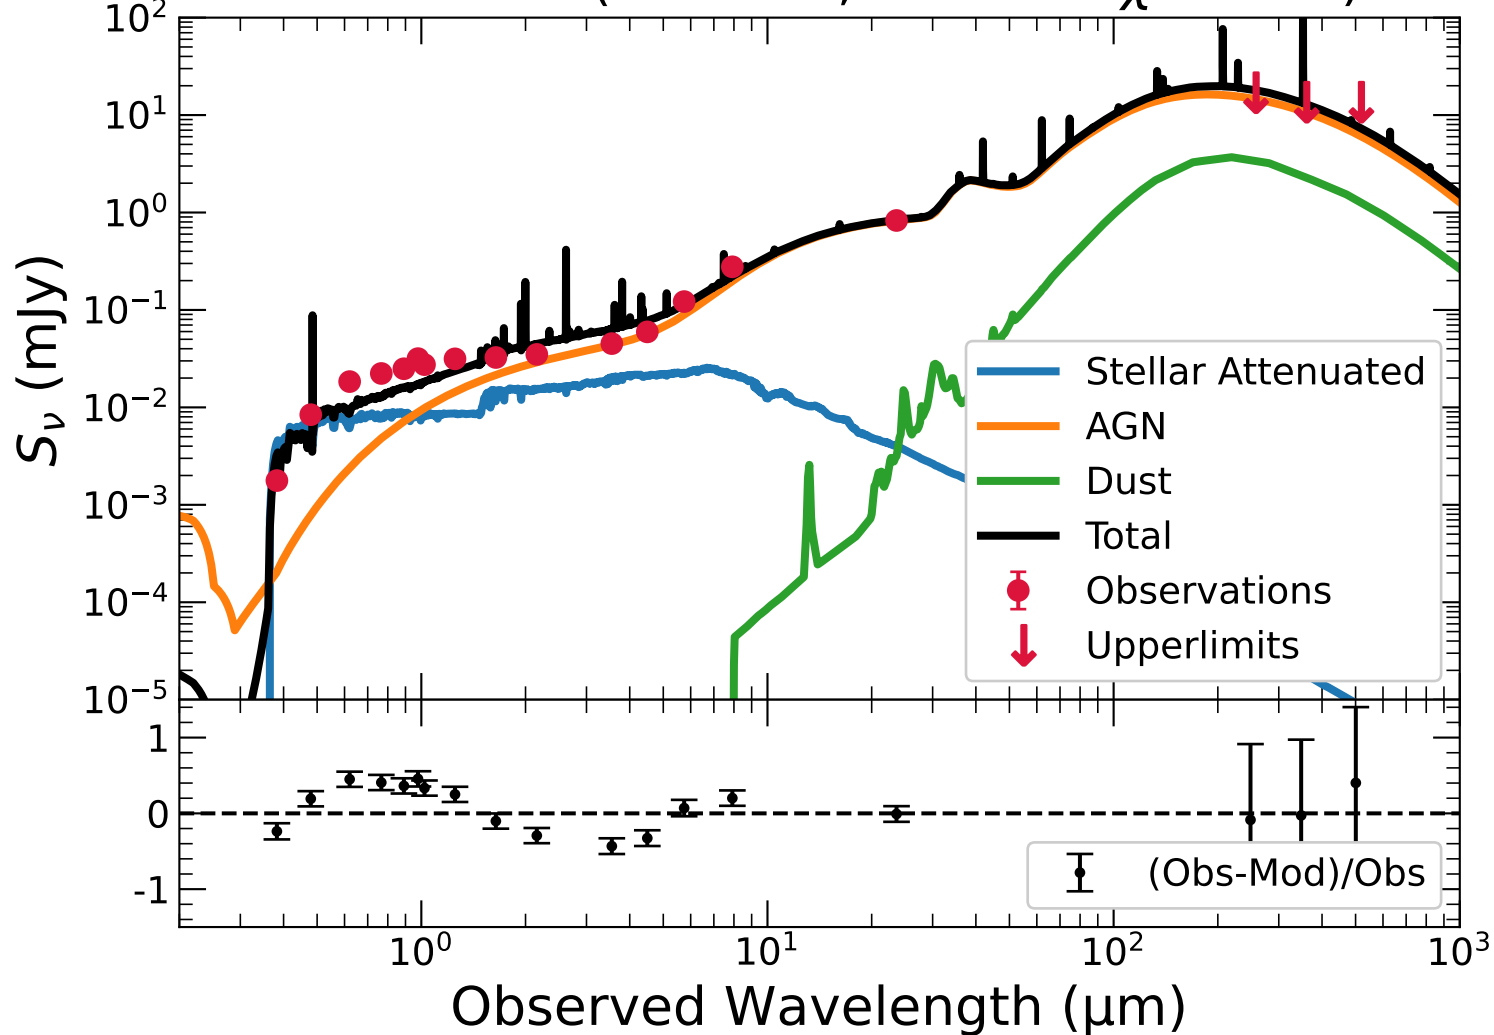 10²
10¹
10⁰
10⁻¹
10⁻²
10⁻³
10⁻⁴
10⁻⁵
S_ν (mJy)
Stellar Attenuated
AGN
Dust
Total
Observations
Upperlimits
1
0
-1
(Obs-Mod)/Obs
10⁰ 10¹ 10² 10³
Observed Wavelength (μm)